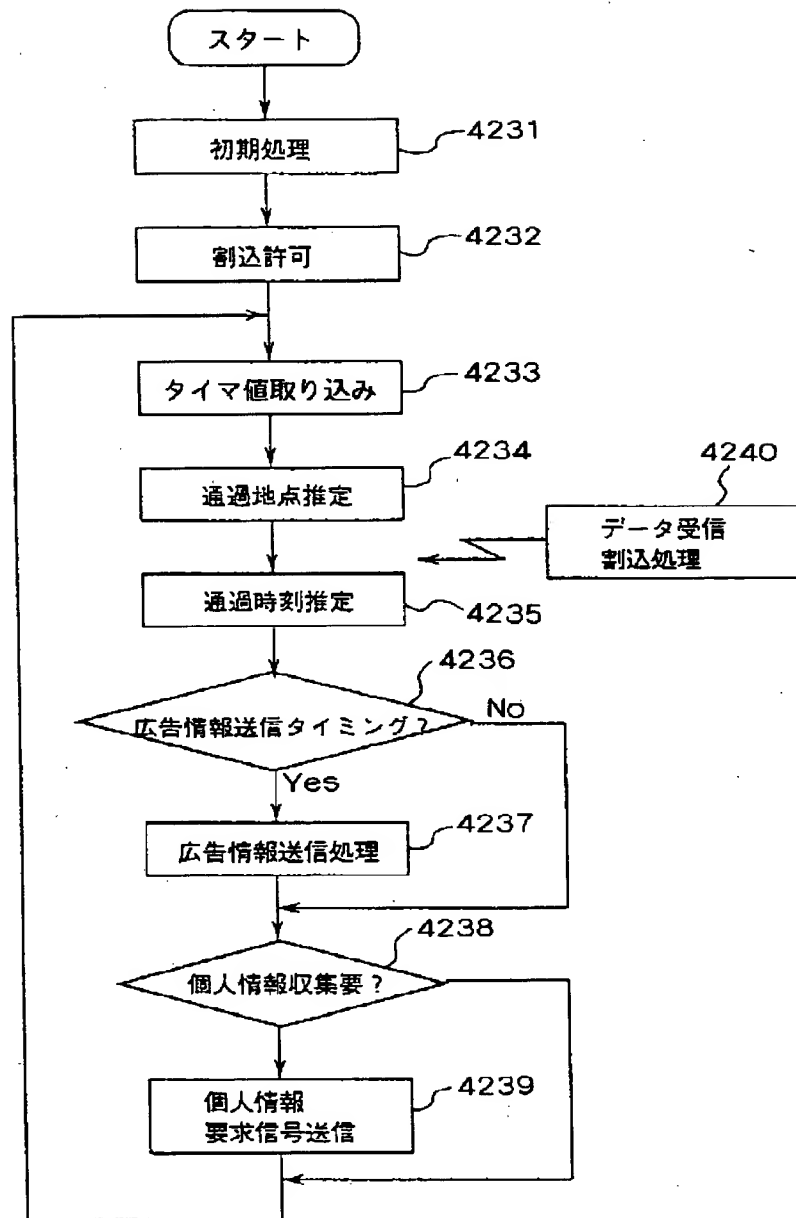 スタート
初期処理
4231
割込許可
4232
タイマ値取り込み
4233
通過地点推定
4234
データ受信
割込処理
4240
通過時刻推定
4235
広告情報送信タイミング？
4236
No
Yes
広告情報送信処理
4237
個人情報収集要？
4238
個人情報
要求信号送信
4239